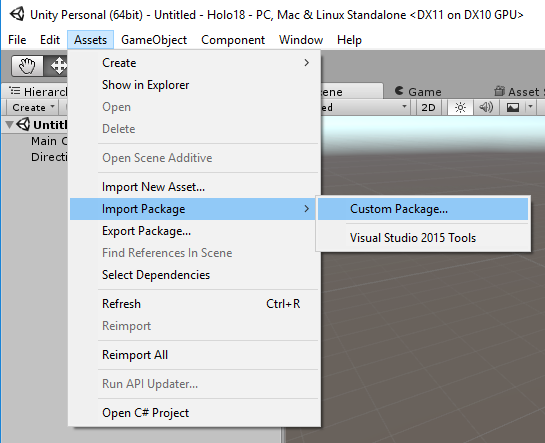 Unity Personal (64bit) - Untitled - Holo18 - PC, Mac & Linux Standalone <DX11 on DX10 GPU>
File Edit Assets GameObject Component Window Help
Create
Show in Explorer
Open
Delete
Open Scene Additive
Import New Asset...
Import Package
Custom Package...
Export Package...
Visual Studio 2015 Tools
Find References In Scene
Select Dependencies
Refresh Ctrl+R
Reimport
Reimport All
Run API Updater...
Open C# Project
Hierarc
Game
Asset S
Create
2D
Untitl
Main C
Directi